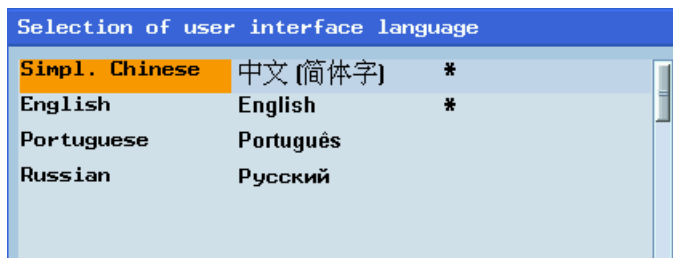 Selection of user interface language
Simpl. Chinese 中文 (简体字) *
English English *
Portuguese Português
Russian Русский